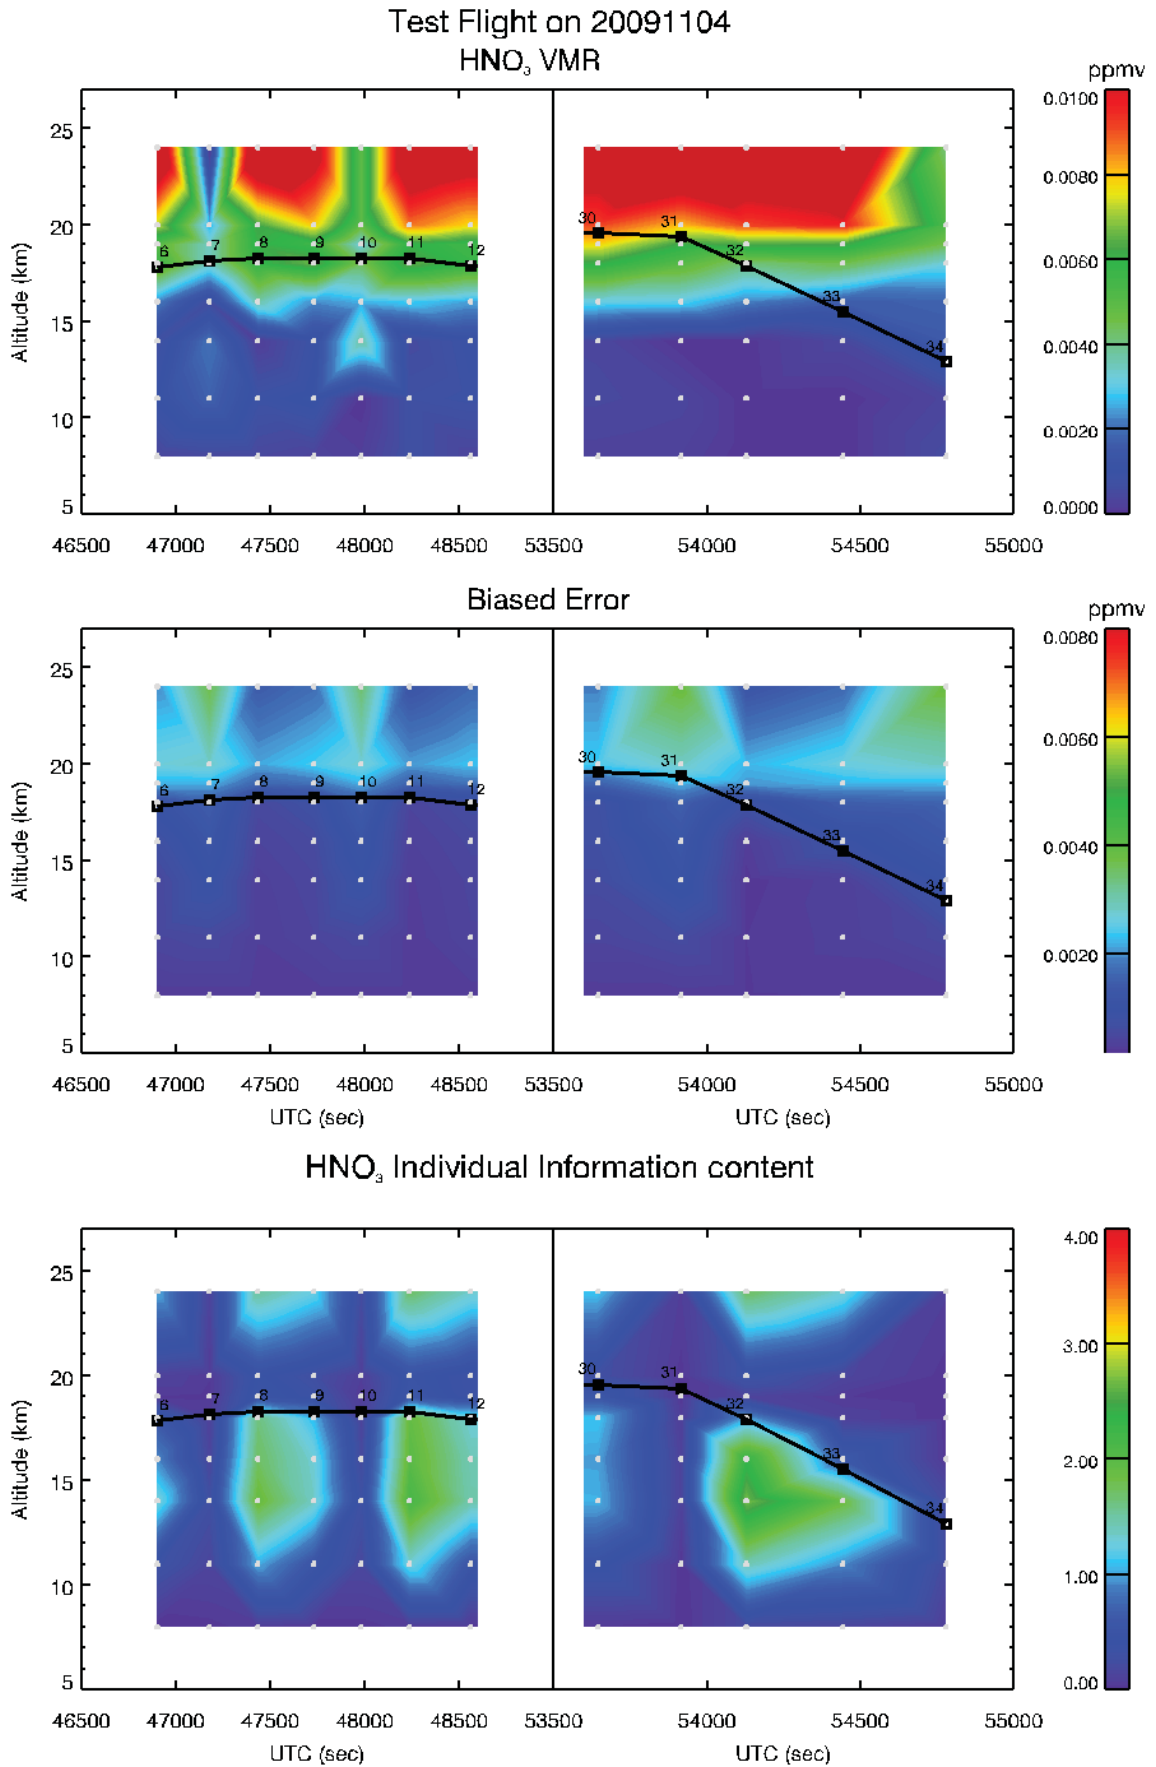 Test Flight on 20091104
HNO₃ VMR
ppmv
0.0100
0.0080
0.0060
0.0040
0.0020
0.0000
Altitude (km)
25
20
15
10
5
6 7 8 9 10 11 12
30 31 32 33 34
46500 47000 47500 48000 48500 53500 54000 54500 55000
Biased Error
ppmv
0.0080
0.0060
0.0040
0.0020
Altitude (km)
25
20
15
10
5
6 7 8 9 10 11 12
30 31 32 33 34
46500 47000 47500 48000 48500 53500 54000 54500 55000
UTC (sec) UTC (sec)
HNO₃ Individual Information content
4.00
3.00
2.00
1.00
0.00
Altitude (km)
25
20
15
10
5
6 7 8 9 10 11 12
30 31 32 33 34
46500 47000 47500 48000 48500 53500 54000 54500 55000
UTC (sec) UTC (sec)